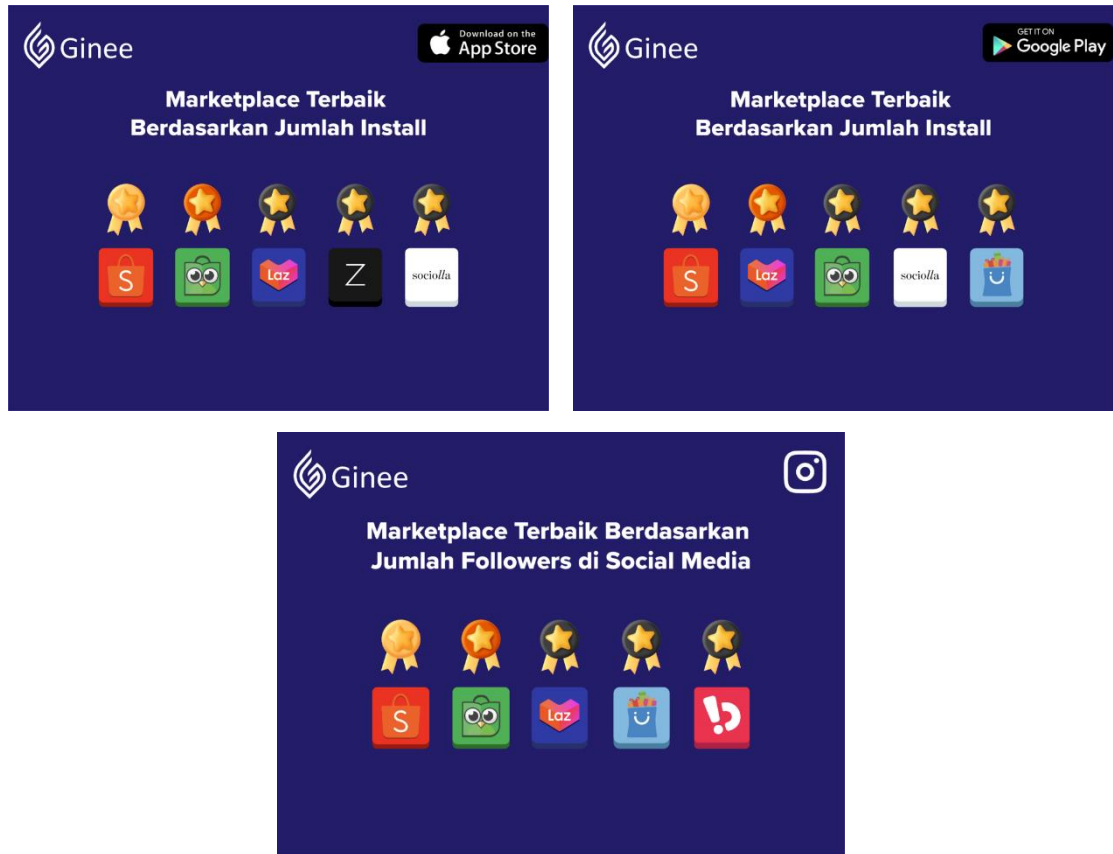 Ginee
Download on the
App Store
Marketplace Terbaik
Berdasarkan Jumlah Install
S
Laz
Z
sociolla
Ginee
GET IT ON
Google Play
Marketplace Terbaik
Berdasarkan Jumlah Install
S
Laz
sociolla
Ginee
Marketplace Terbaik Berdasarkan
Jumlah Followers di Social Media
S
Laz